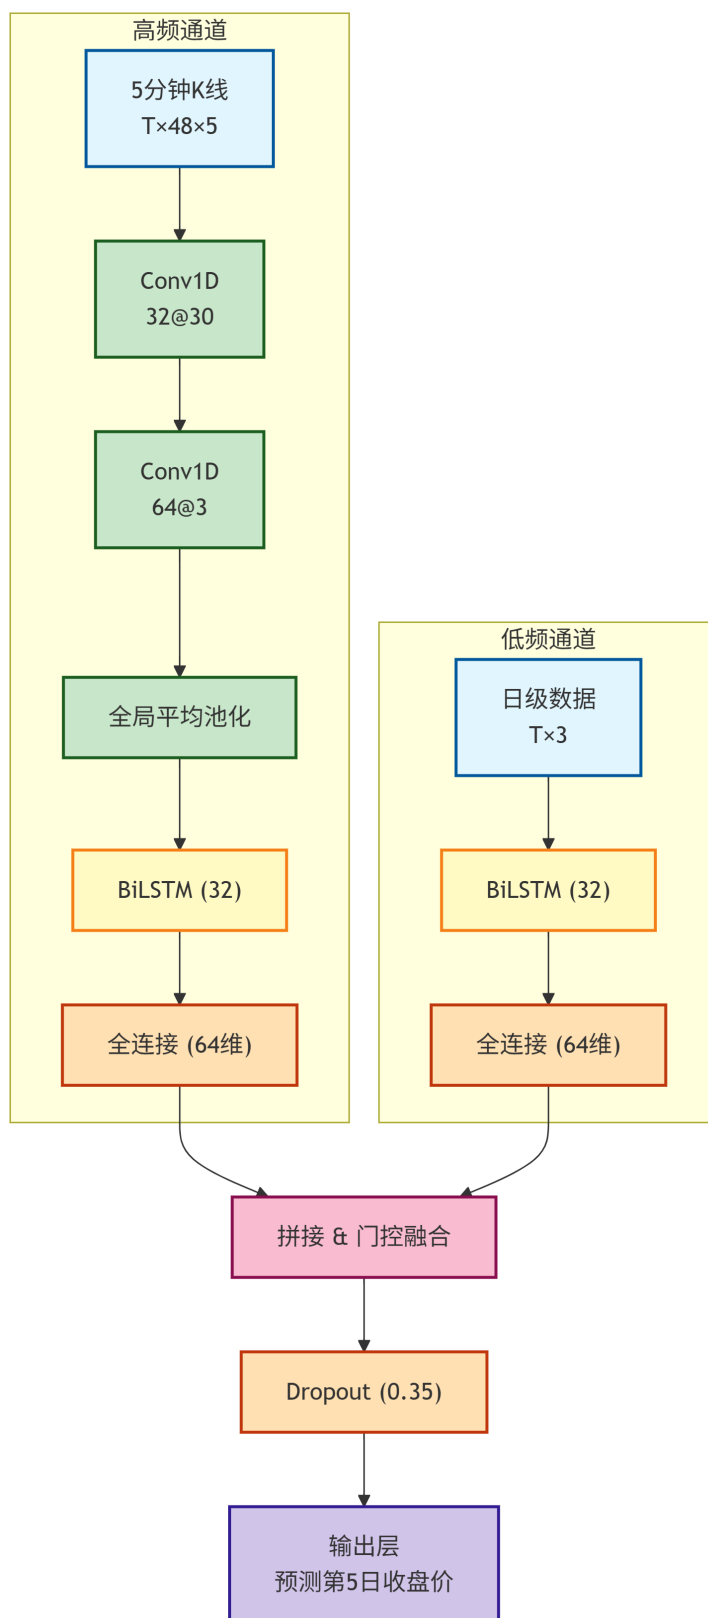 高频通道
5分钟K线
T×48×5
Conv1D
32@30
Conv1D
64@3
全局平均池化
BiLSTM (32)
全连接 (64维)
低频通道
日级数据
T×3
BiLSTM (32)
全连接 (64维)
拼接 & 门控融合
Dropout (0.35)
输出层
预测第5日收盘价